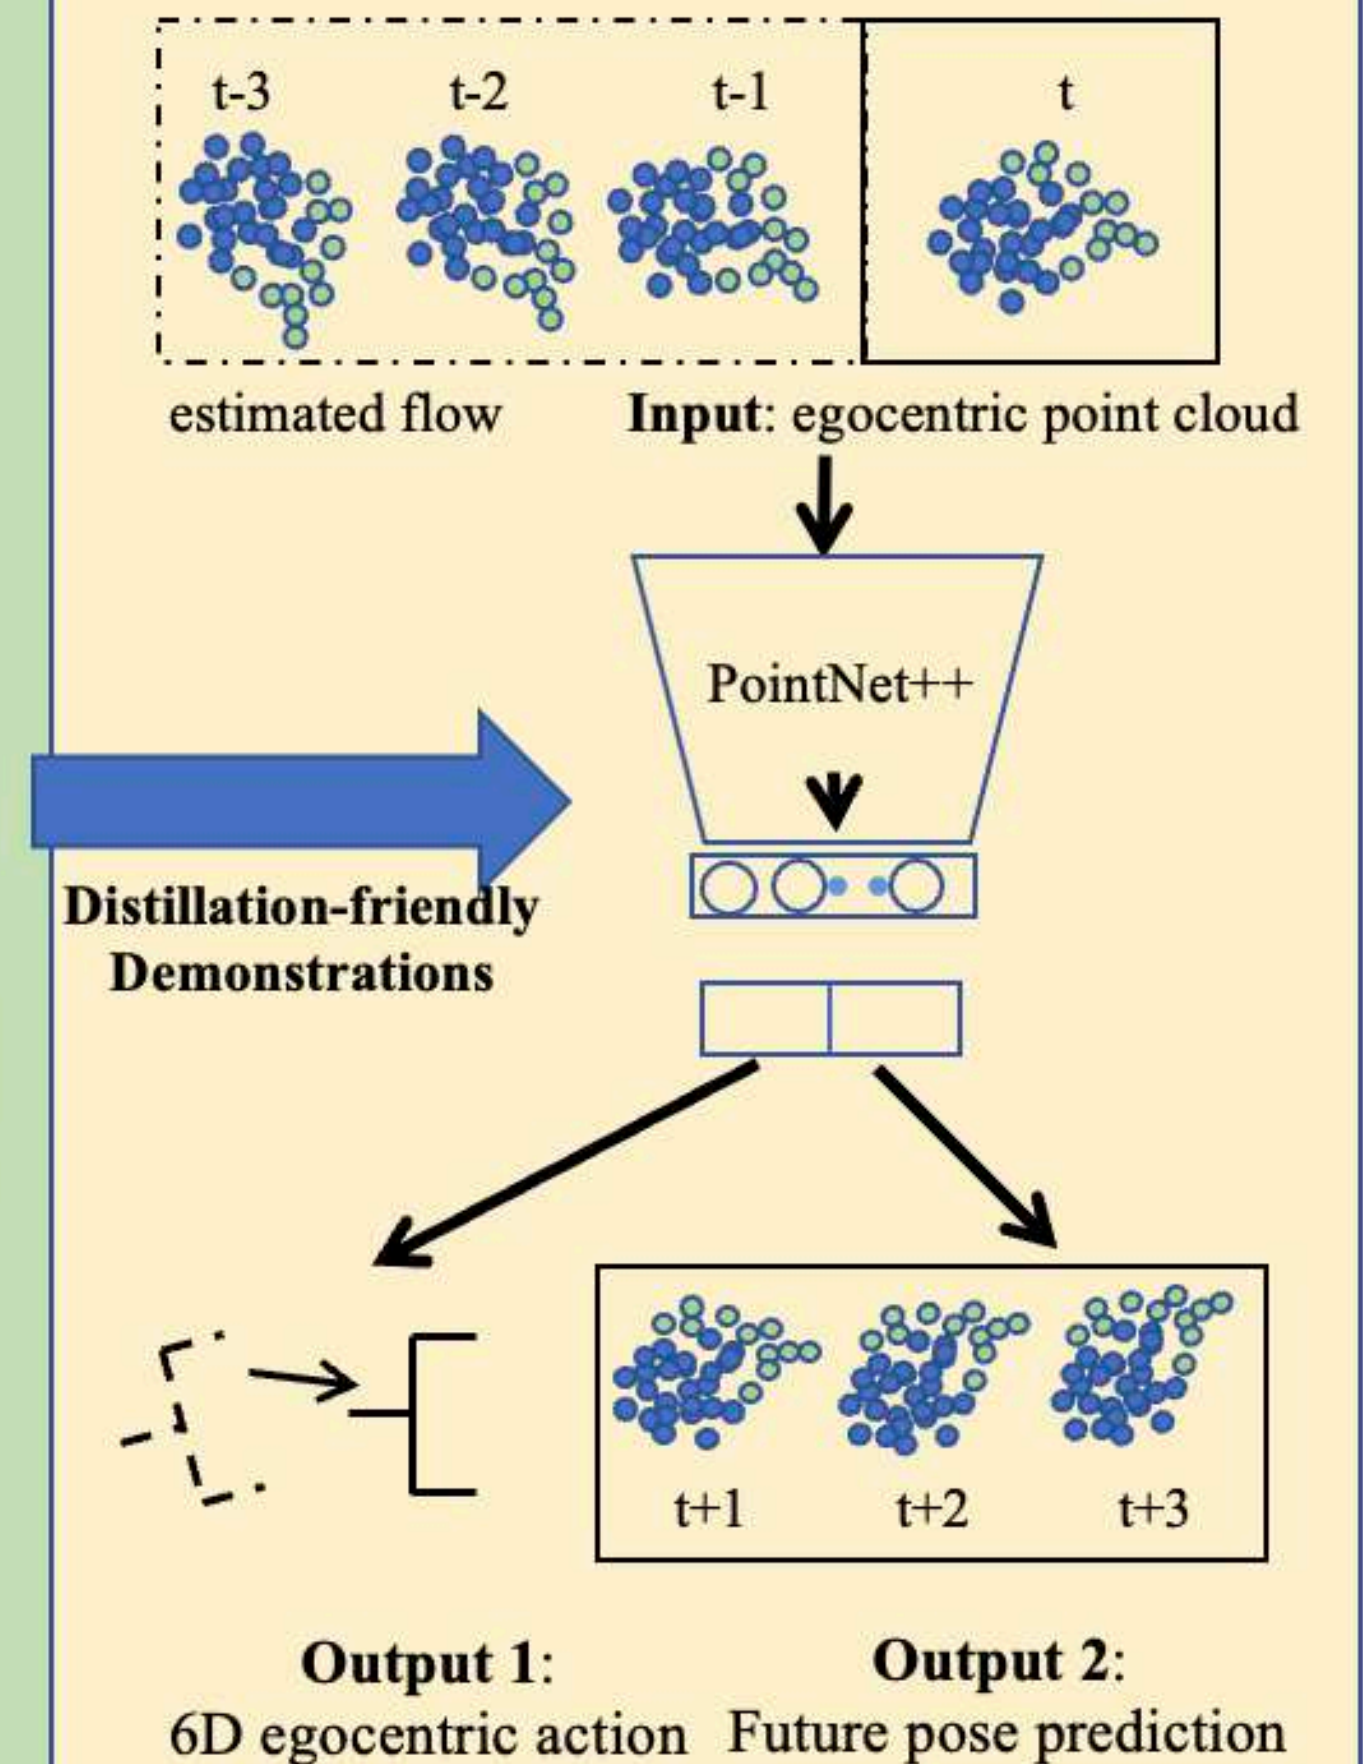 t-3 t-2 t-1 t
estimated flow
Input: egocentric point cloud
PointNet++
Distillation-friendly
Demonstrations
t+1 t+2 t+3
Output 1:
6D egocentric action
Output 2:
Future pose prediction